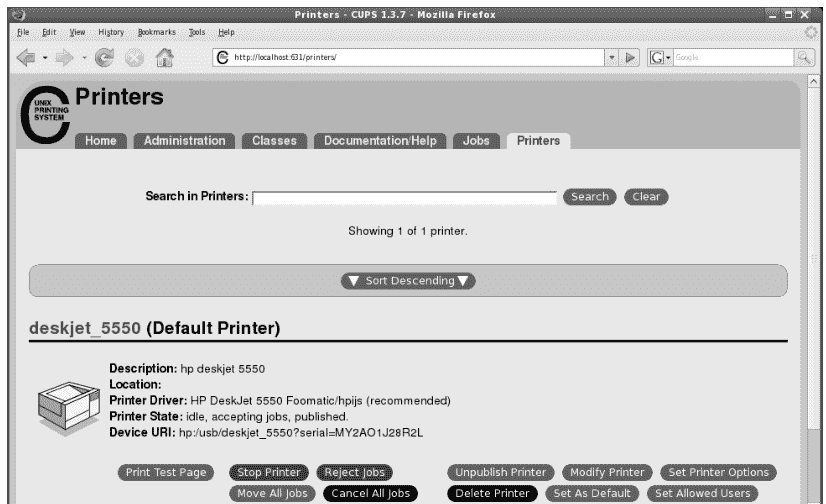 Printers - CUPS 1.3.7 - Mozilla Firefox
File Edit View History Bookmarks Tools Help
http://localhost:631/printers/
G Google
UNIX
PRINTING
SYSTEM
Printers
Home Administration Classes Documentation/Help Jobs Printers
Search in Printers: Search Clear
Showing 1 of 1 printer.
▼ Sort Descending ▼
deskjet_5550 (Default Printer)
Description: hp deskjet 5550
Location:
Printer Driver: HP DeskJet 5550 Foomatic/hpijs (recommended)
Printer State: idle, accepting jobs, published.
Device URI: hp:/usb/deskjet_5550?serial=MY2AO1J28R2L
Print Test Page Stop Printer Reject Jobs Unpublish Printer Modify Printer Set Printer Options
Move All Jobs Cancel All Jobs Delete Printer Set As Default Set Allowed Users